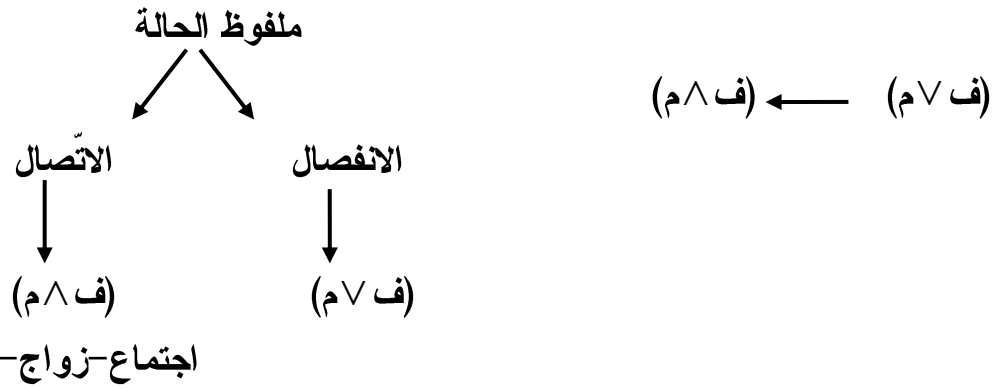 ملفوظ الحالة
(ف ∨ م) (ف ∧ م)
الانفصال الاتّصال
(ف ∨ م) (ف ∧ م)
اجتماع-زواج-